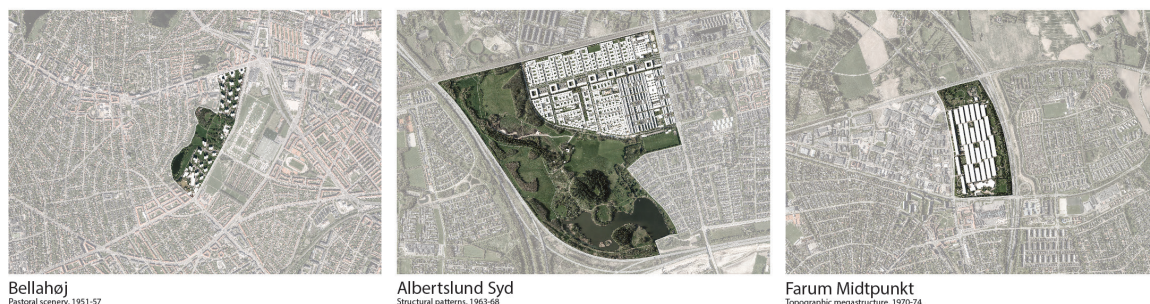 Bellahøj
Pastoral scenery, 1951-57
Albertslund Syd
Structural patterns, 1963-68
Farum Midtpunkt
Topographic megastructure, 1970-74